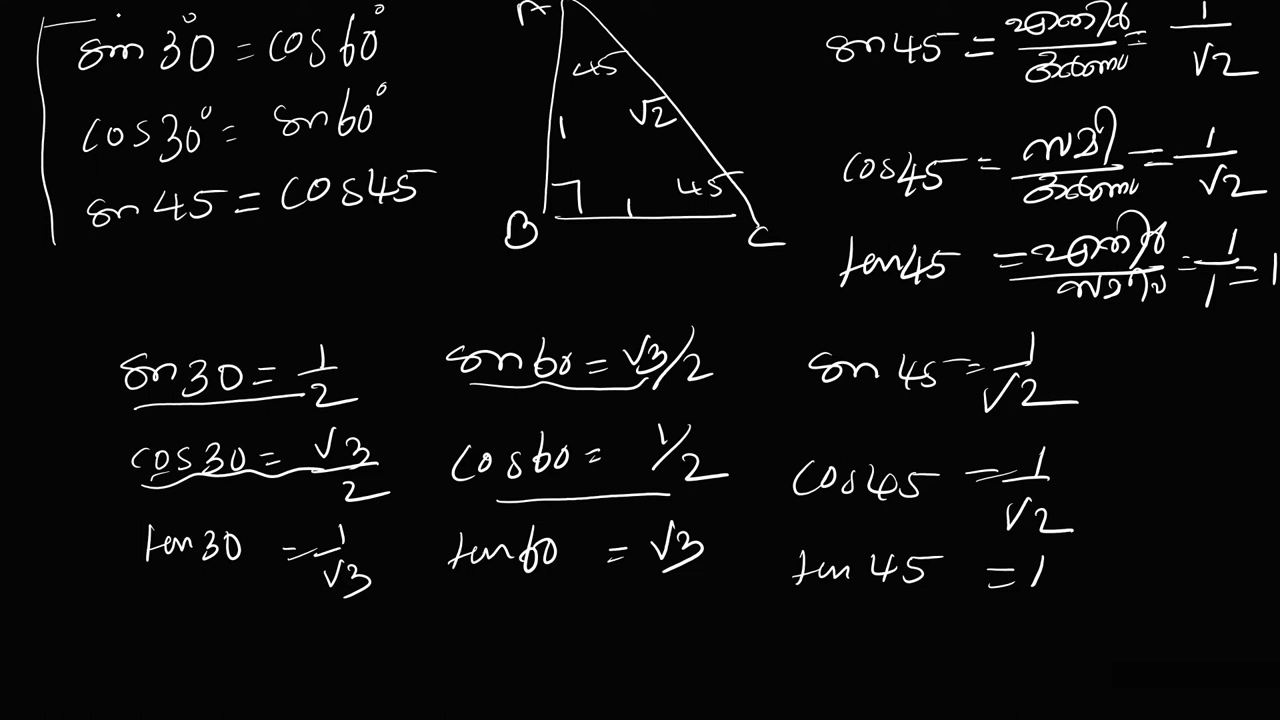 sin 30° = cos 60°
cos 30° = sin 60°
sin 45 = cos 45
A
45
√2
1
45
1
B
C
sin 45 = എതിർ / കർണം = 1/√2
cos 45 = സമീ / കർണം = 1/√2
tan 45 = എതിർ / സമീപ = 1/1 = 1
sin 30 = 1/2
cos 30 = √3/2
tan 30 = 1/√3
sin 60 = √3/2
cos 60 = 1/2
tan 60 = √3
sin 45 = 1/√2
cos 45 = 1/√2
tan 45 = 1